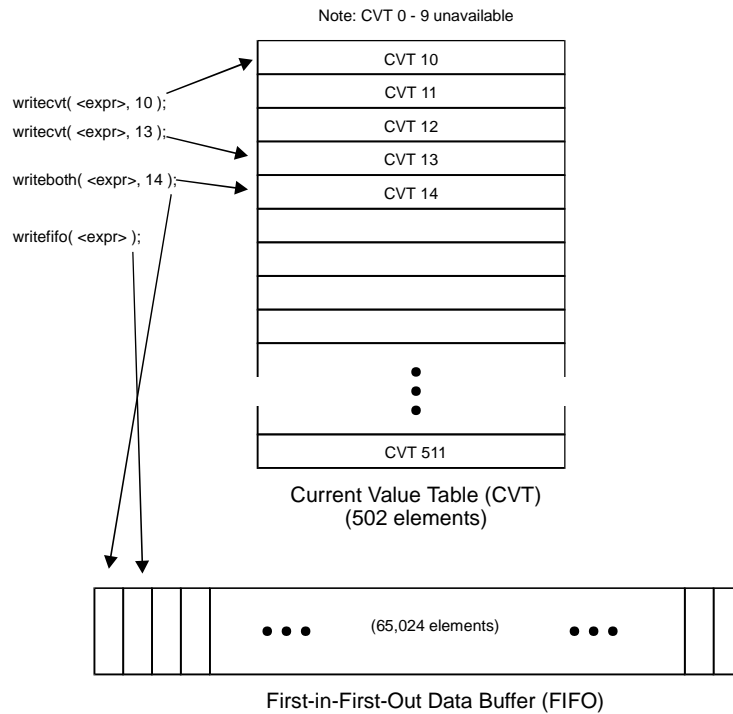 Note: CVT 0 - 9 unavailable
CVT 10
writecvt( <expr>, 10 );
CVT 11
writecvt( <expr>, 13 );
CVT 12
CVT 13
writeboth( <expr>, 14 );
CVT 14
writefifo( <expr> );
CVT 511
Current Value Table (CVT)
(502 elements)
(65,024 elements)
First-in-First-Out Data Buffer (FIFO)